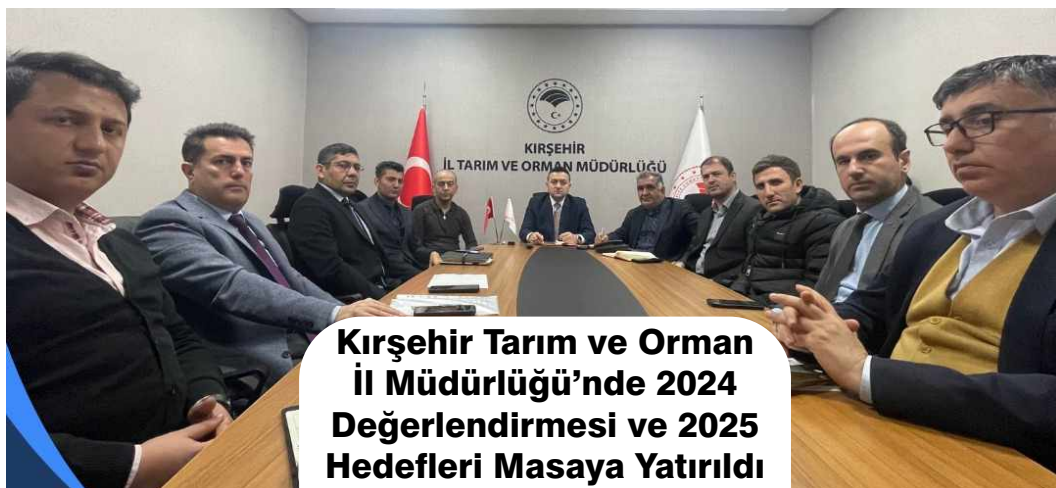 KIRŞEHİR
İL TARIM VE ORMAN MÜDÜRLÜĞÜ
Kırşehir Tarım ve Orman
İl Müdürlüğü’nde 2024
Değerlendirmesi ve 2025
Hedefleri Masaya Yatırıldı